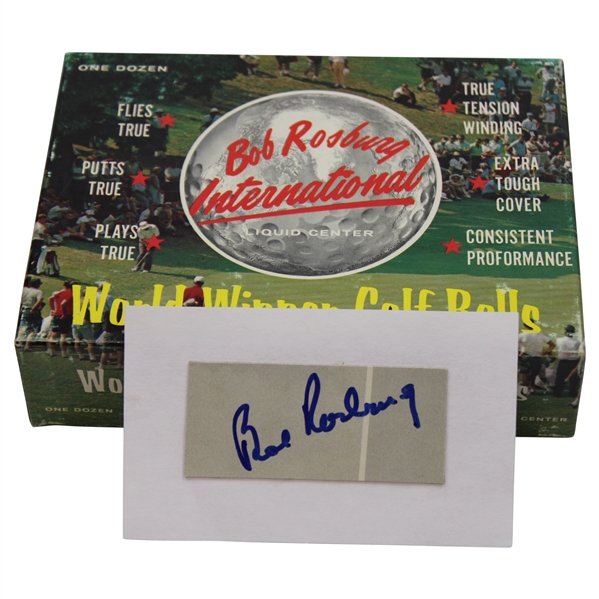 ONE DOZEN
FLIES TRUE
PUTTS TRUE
PLAYS TRUE
Bob Rosburg
International
LIQUID CENTER
TRUE
TENSION
WINDING
EXTRA
TOUGH
COVER
CONSISTENT
PROFORMANCE
World Winner Golf Balls
Wo
ONE DOZEN
CENTER
Bob Rosburg